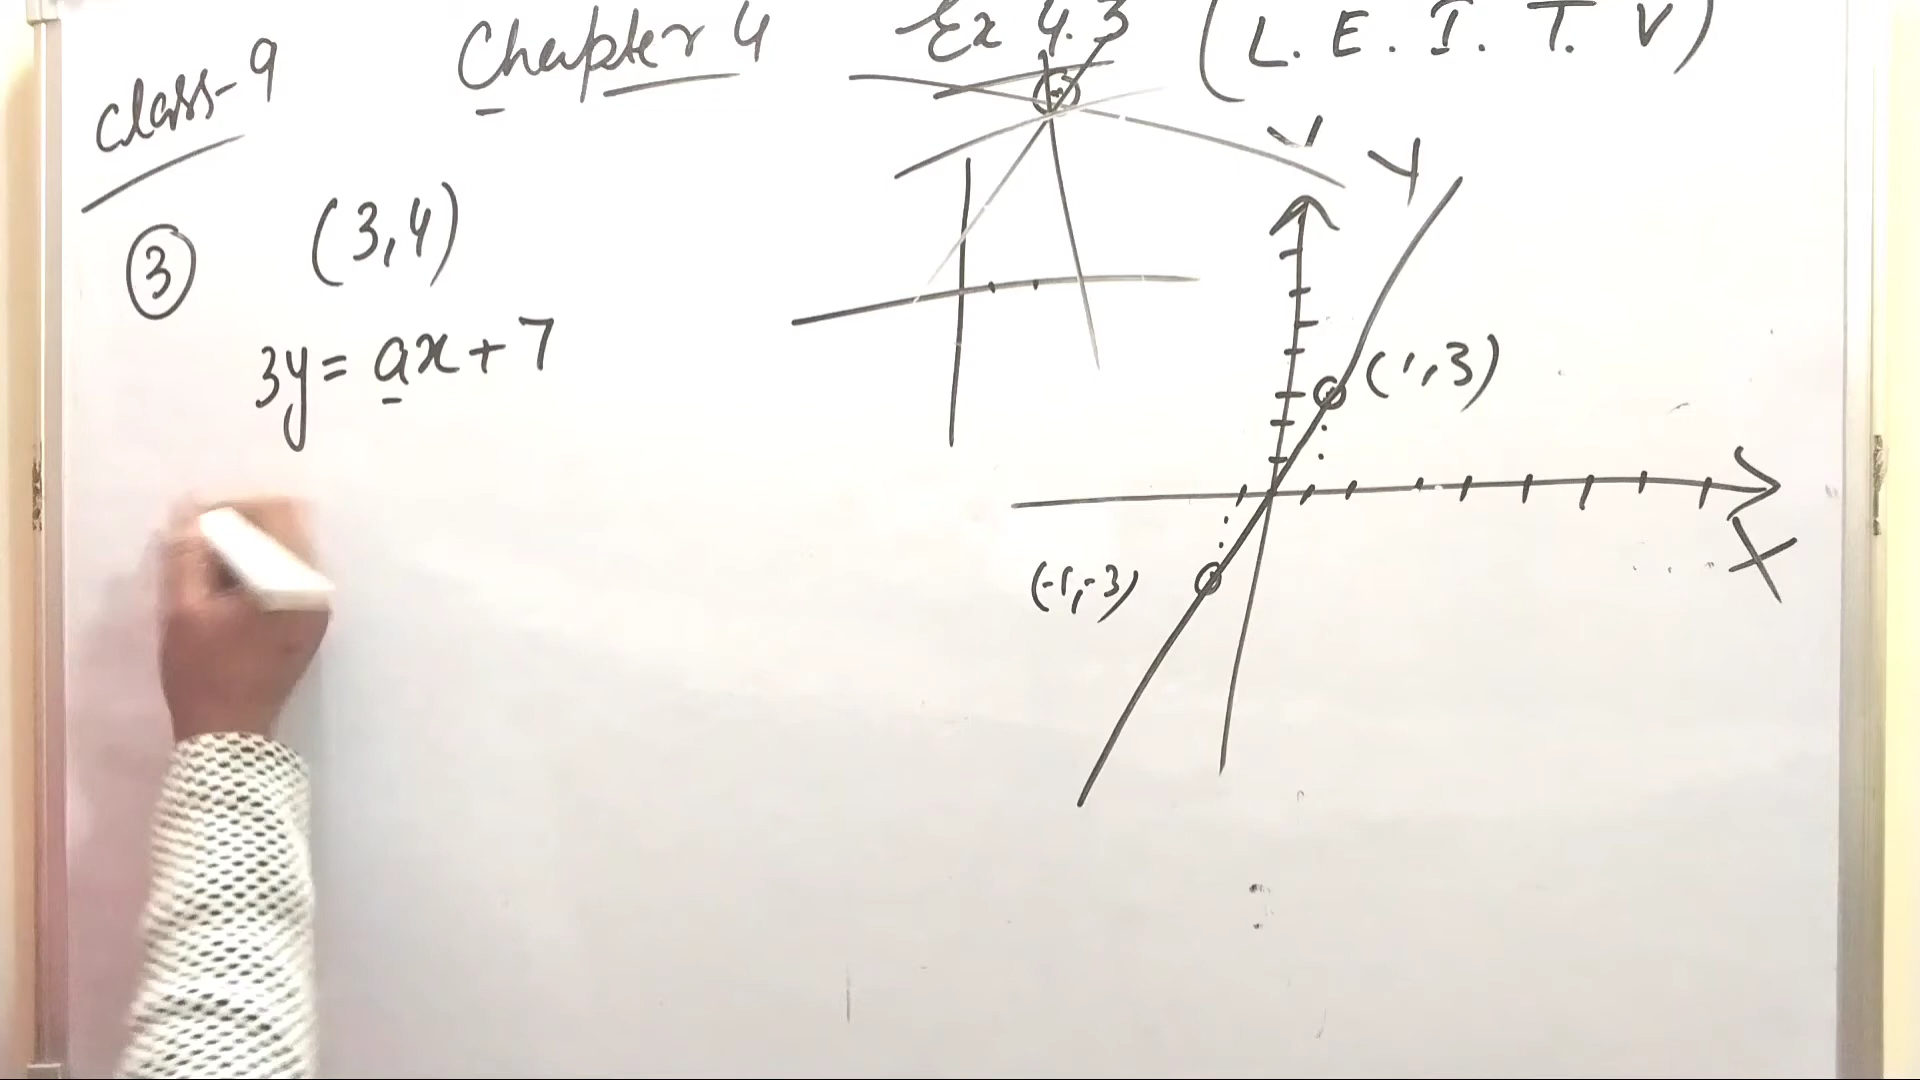 class-9 Chapter 4 Ex 4.3 (L. E. I. T. V)
③ (3,4)
3y = ax + 7
Y
(1,3)
X
(-1,-3)